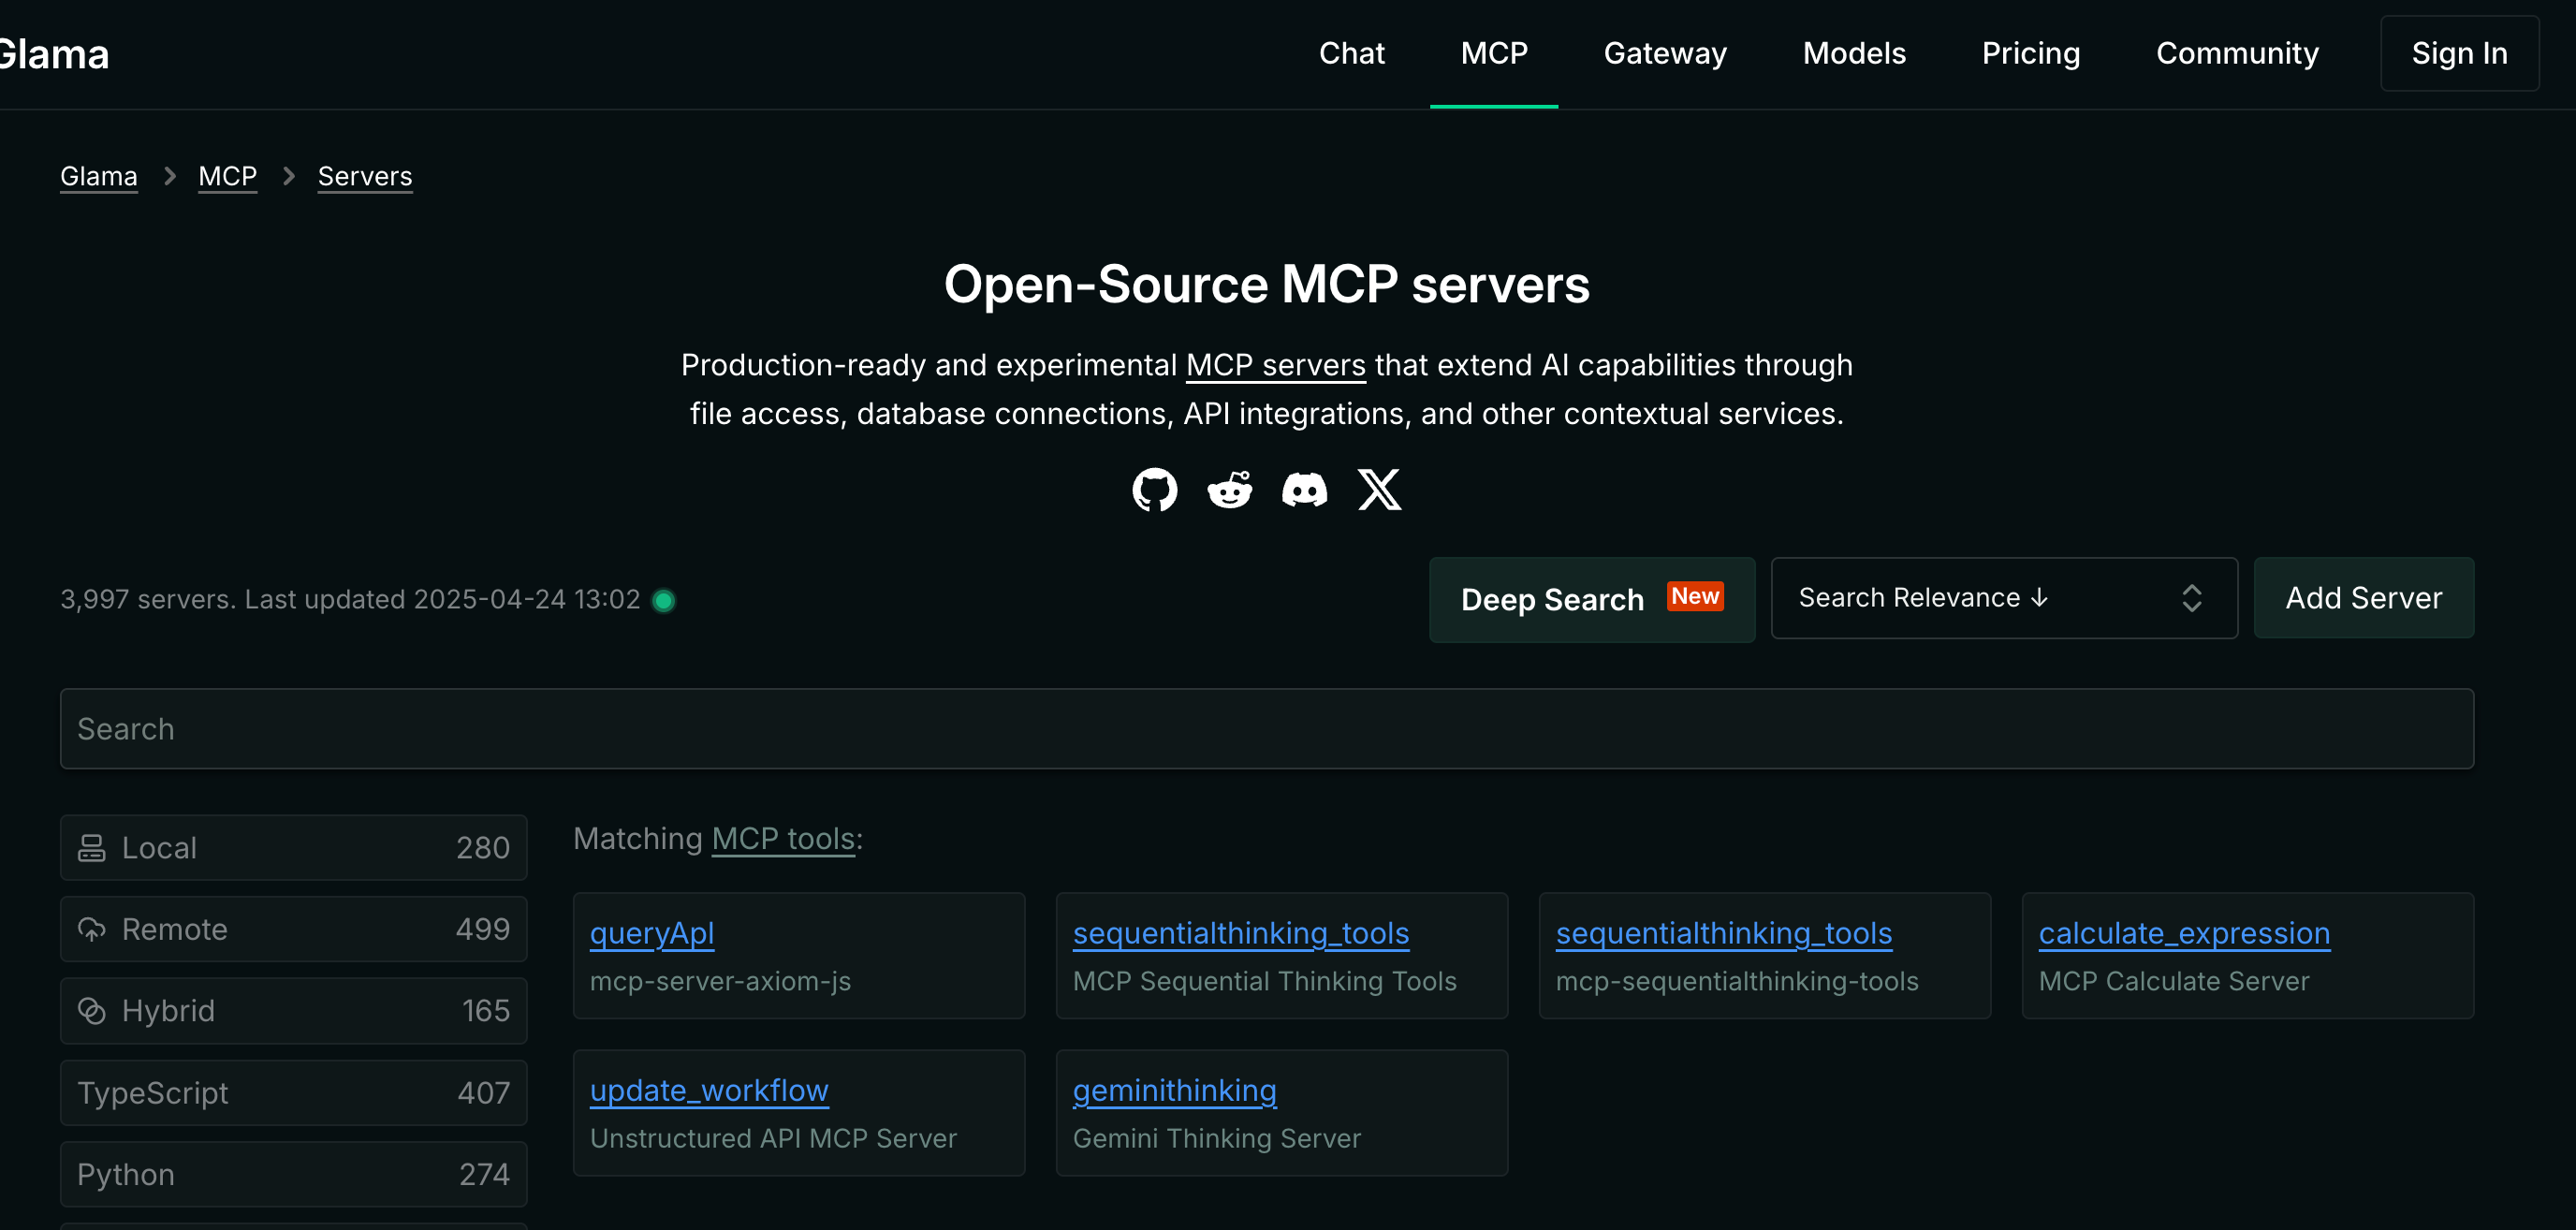 Glama
Chat
MCP
Gateway
Models
Pricing
Community
Sign In
Glama > MCP > Servers
Open-Source MCP servers
Production-ready and experimental MCP servers that extend AI capabilities through
file access, database connections, API integrations, and other contextual services.
3,997 servers. Last updated 2025-04-24 13:02
Deep Search New
Search Relevance ↓
Add Server
Search
Local 280
Remote 499
Hybrid 165
TypeScript 407
Python 274
Matching MCP tools:
queryApl
mcp-server-axiom-js
sequentialthinking_tools
MCP Sequential Thinking Tools
sequentialthinking_tools
mcp-sequentialthinking-tools
calculate_expression
MCP Calculate Server
update_workflow
Unstructured API MCP Server
geminithinking
Gemini Thinking Server